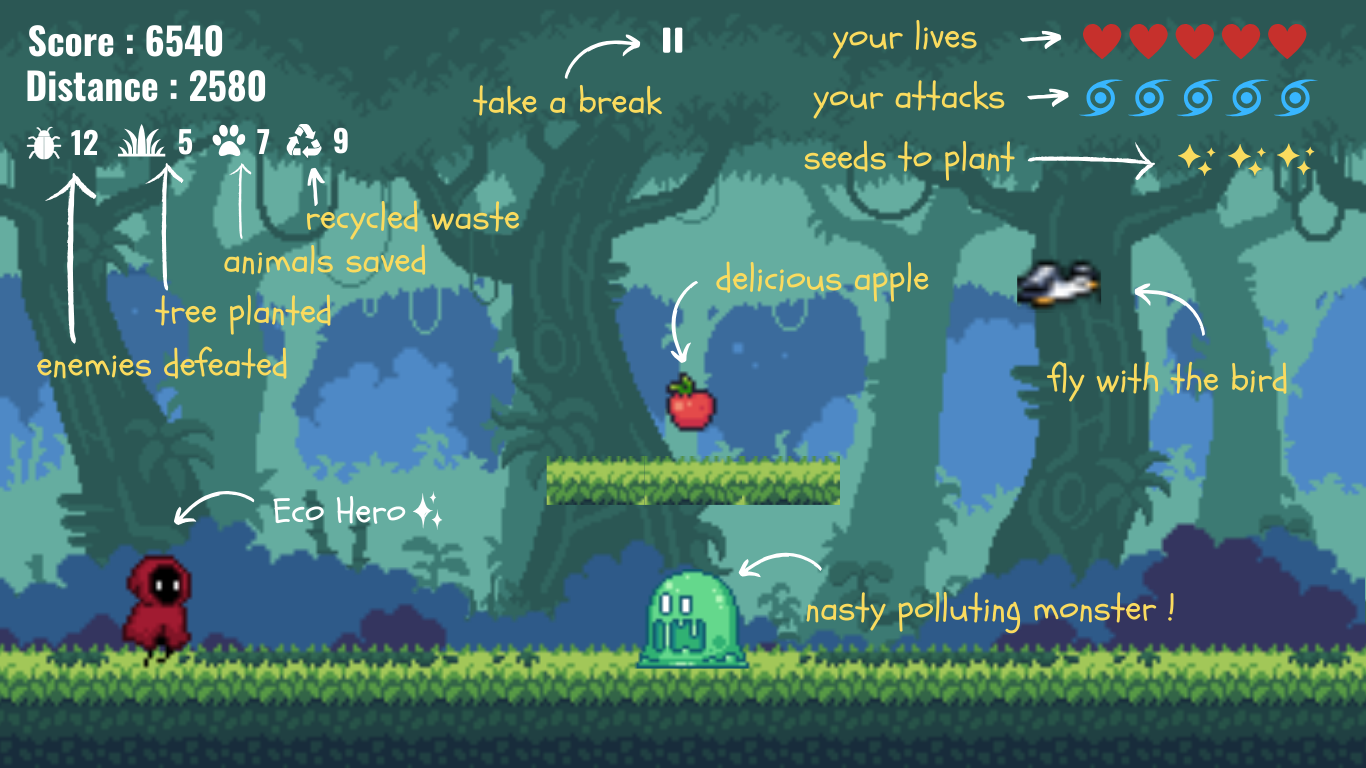 Score : 6540
Distance : 2580
12 5 7 9
take a break
your lives
your attacks
seeds to plant
recycled waste
animals saved
tree planted
enemies defeated
delicious apple
fly with the bird
Eco Hero
nasty polluting monster !